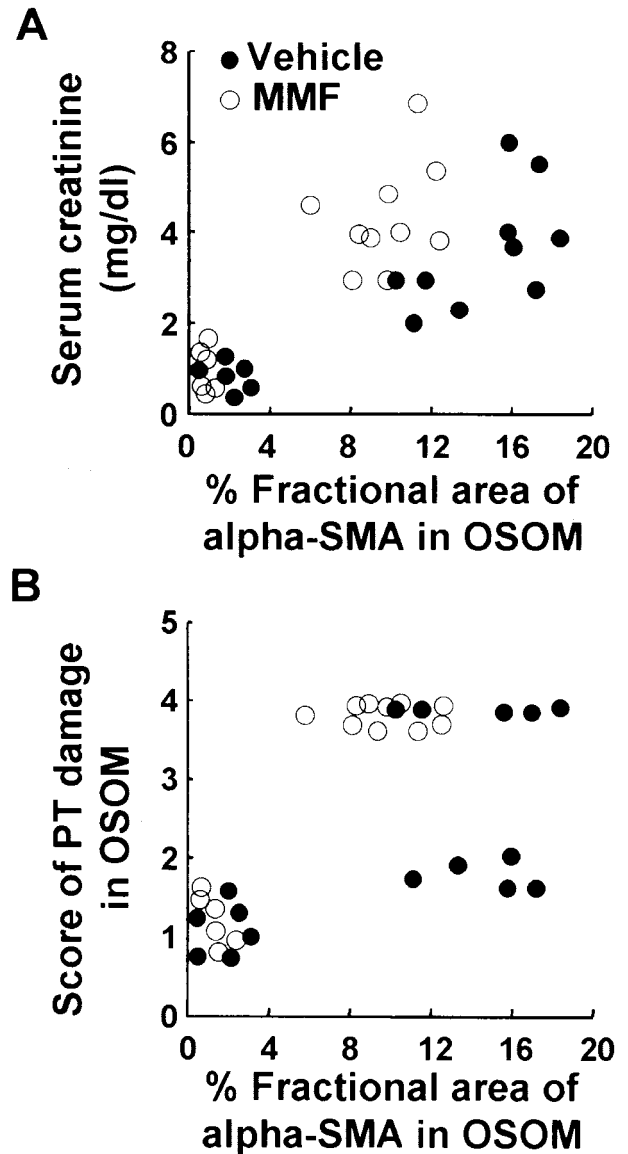 A
Serum creatinine
(mg/dl)
8
6
4
2
0
Vehicle
MMF
0 4 8 12 16 20
% Fractional area of
alpha-SMA in OSOM
B
Score of PT damage
in OSOM
5
4
3
2
1
0
0 4 8 12 16 20
% Fractional area of
alpha-SMA in OSOM